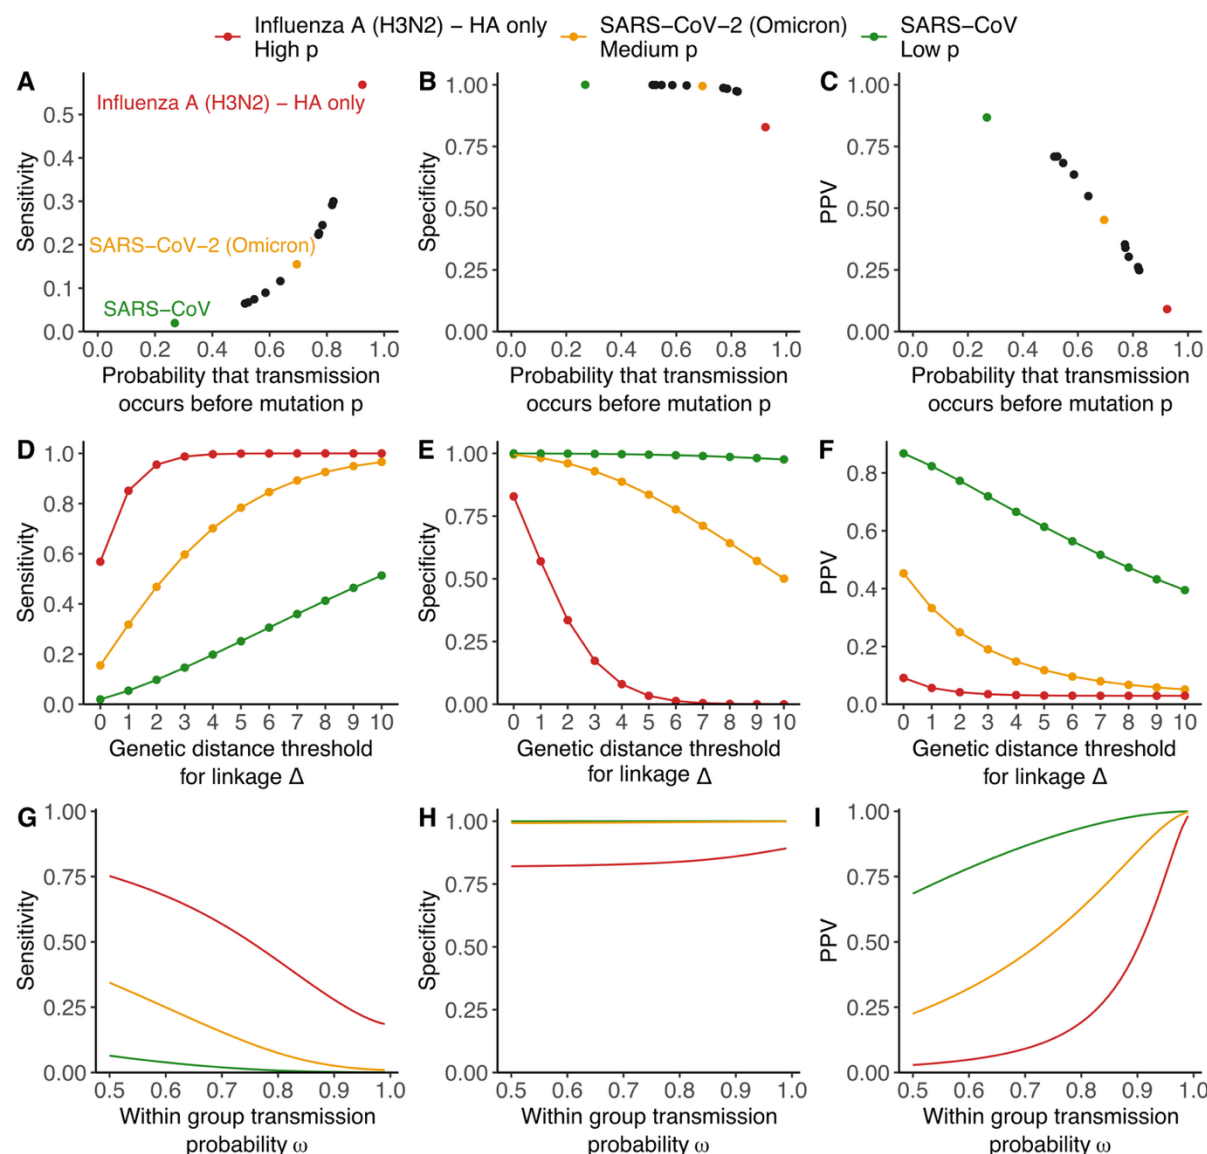 Influenza A (H3N2) − HA only
High p
SARS−CoV−2 (Omicron)
Medium p
SARS−CoV
Low p
A
Influenza A (H3N2) − HA only
SARS−CoV−2 (Omicron)
SARS−CoV
Sensitivity
0.5
0.4
0.3
0.2
0.1
0.0
0.0 0.2 0.4 0.6 0.8 1.0
Probability that transmission
occurs before mutation p
B
Specificity
1.00
0.75
0.50
0.25
0.00
0.0 0.2 0.4 0.6 0.8 1.0
Probability that transmission
occurs before mutation p
C
PPV
1.00
0.75
0.50
0.25
0.00
0.0 0.2 0.4 0.6 0.8 1.0
Probability that transmission
occurs before mutation p
D
Sensitivity
1.0
0.8
0.6
0.4
0.2
0.0
0 1 2 3 4 5 6 7 8 9 10
Genetic distance threshold
for linkage Δ
E
Specificity
1.00
0.75
0.50
0.25
0.00
0 1 2 3 4 5 6 7 8 9 10
Genetic distance threshold
for linkage Δ
F
PPV
0.8
0.6
0.4
0.2
0.0
0 1 2 3 4 5 6 7 8 9 10
Genetic distance threshold
for linkage Δ
G
Sensitivity
1.00
0.75
0.50
0.25
0.00
0.5 0.6 0.7 0.8 0.9 1.0
Within group transmission
probability ω
H
Specificity
1.00
0.75
0.50
0.25
0.00
0.5 0.6 0.7 0.8 0.9 1.0
Within group transmission
probability ω
I
PPV
1.00
0.75
0.50
0.25
0.00
0.5 0.6 0.7 0.8 0.9 1.0
Within group transmission
probability ω